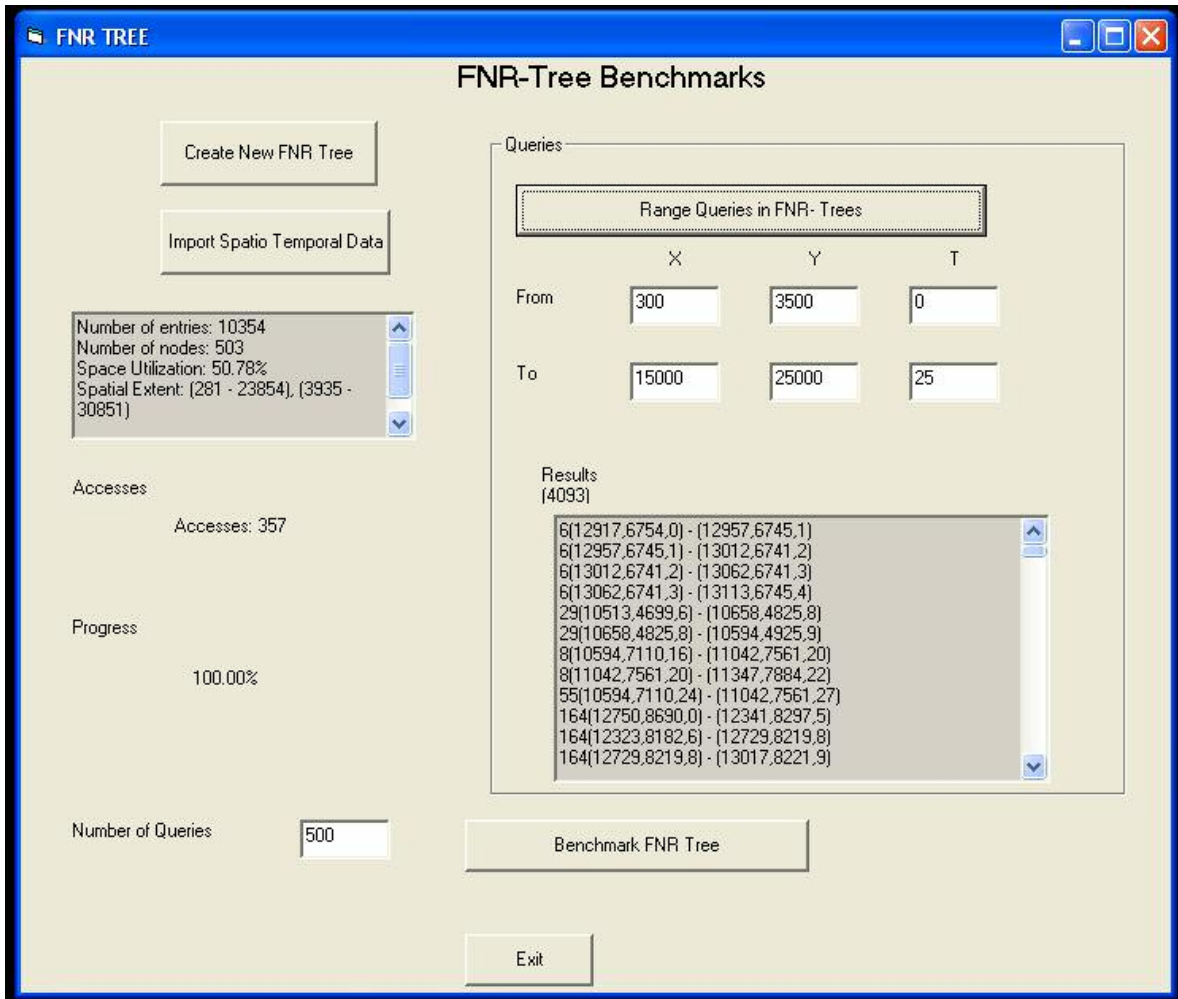 FNR TREE
FNR-Tree Benchmarks
Create New FNR Tree
Import Spatio Temporal Data
Number of entries: 10354
Number of nodes: 503
Space Utilization: 50.78%
Spatial Extent: (281 - 23854), (3935 -
30851)
Accesses
Accesses: 357
Progress
100.00%
Number of Queries 500
Queries
Range Queries in FNR- Trees
X Y T
From 300 3500 0
To 15000 25000 25
Results
(4093)
6(12917,6754,0) - (12957,6745,1)
6(12957,6745,1) - (13012,6741,2)
6(13012,6741,2) - (13062,6741,3)
6(13062,6741,3) - (13113,6745,4)
29(10513,4699,6) - (10658,4825,8)
29(10658,4825,8) - (10594,4925,9)
8(10594,7110,16) - (11042,7561,20)
8(11042,7561,20) - (11347,7884,22)
55(10594,7110,24) - (11042,7561,27)
164(12750,8690,0) - (12341,8297,5)
164(12323,8182,6) - (12729,8219,8)
164(12729,8219,8) - (13017,8221,9)
Benchmark FNR Tree
Exit